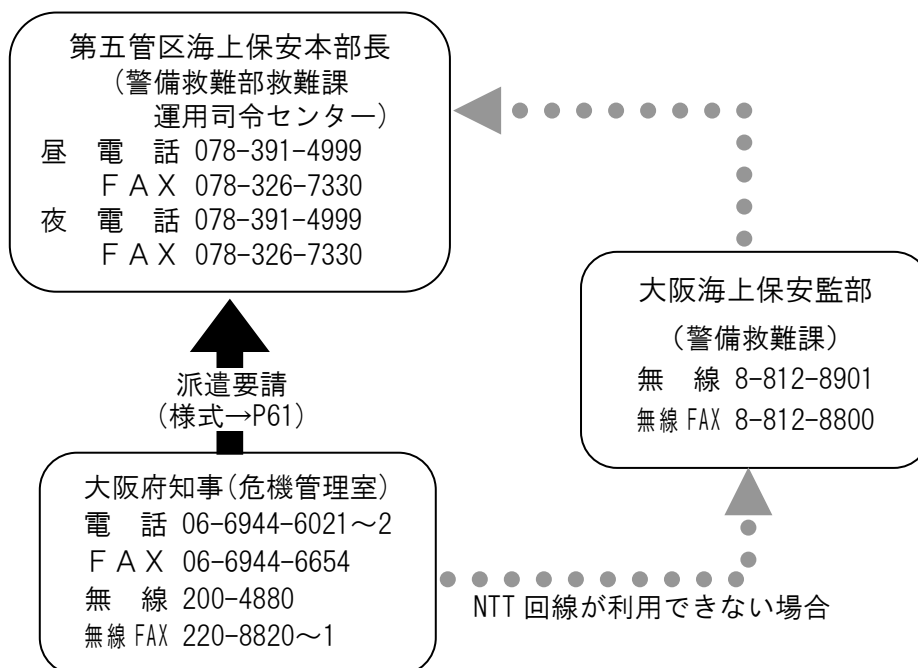 第五管区海上保安本部長
（警備救難部救難課
運用司令センター）
昼　電　話 078-391-4999
ＦＡＸ 078-326-7330
夜　電　話 078-391-4999
ＦＡＸ 078-326-7330
大阪海上保安監部
（警備救難課）
無　線 8-812-8901
無線 FAX 8-812-8800
派遣要請
（様式→P61）
大阪府知事（危機管理室）
電　話 06-6944-6021～2
ＦＡＸ 06-6944-6654
無　線 200-4880
無線 FAX 220-8820～1
NTT 回線が利用できない場合